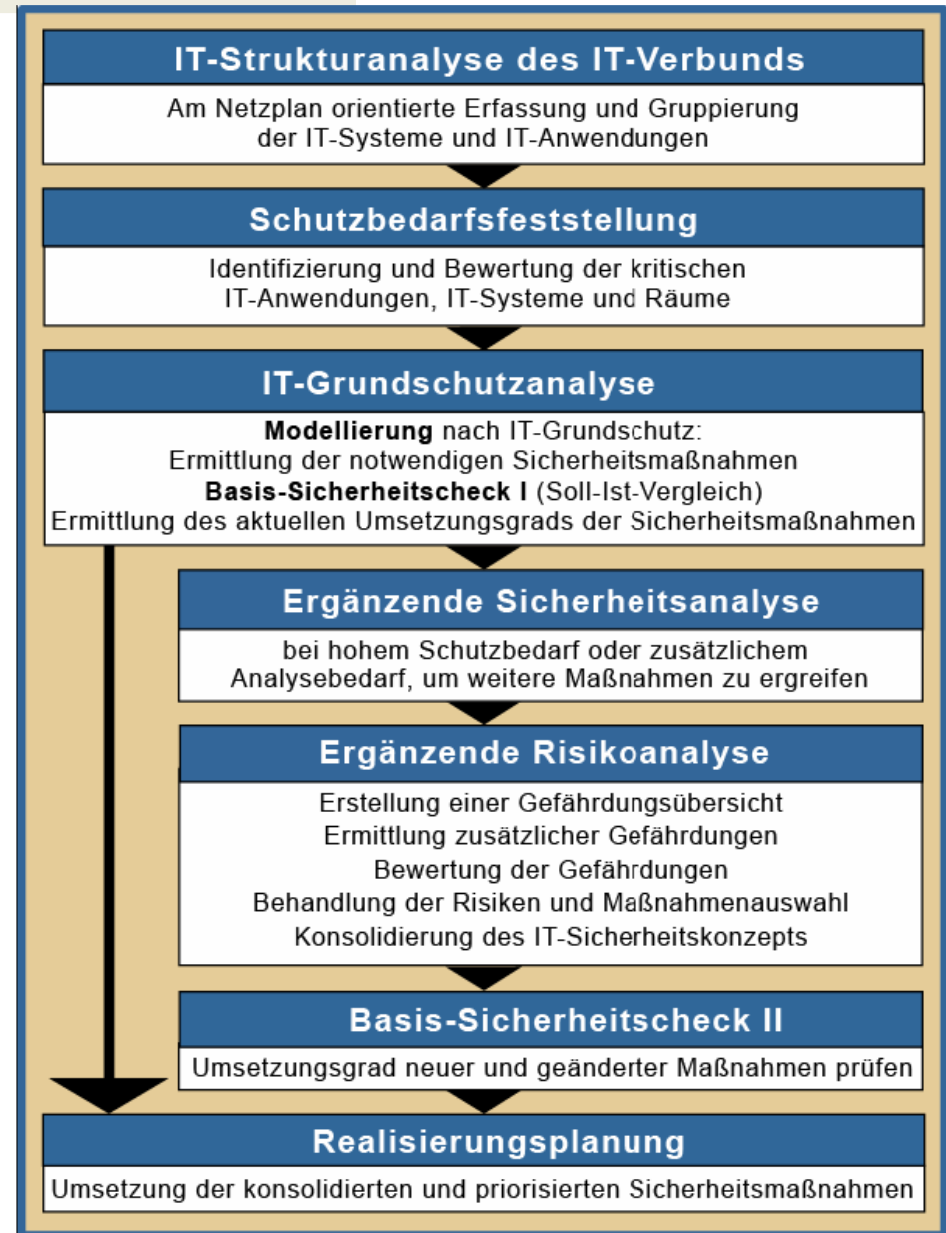 IT-Strukturanalyse des IT-Verbunds
Am Netzplan orientierte Erfassung und Gruppierung
der IT-Systeme und IT-Anwendungen
Schutzbedarfsfeststellung
Identifizierung und Bewertung der kritischen
IT-Anwendungen, IT-Systeme und Räume
IT-Grundschutzanalyse
Modellierung nach IT-Grundschutz:
Ermittlung der notwendigen Sicherheitsmaßnahmen
Basis-Sicherheitscheck I (Soll-Ist-Vergleich)
Ermittlung des aktuellen Umsetzungsgrads der Sicherheitsmaßnahmen
Ergänzende Sicherheitsanalyse
bei hohem Schutzbedarf oder zusätzlichem
Analysebedarf, um weitere Maßnahmen zu ergreifen
Ergänzende Risikoanalyse
Erstellung einer Gefährdungsübersicht
Ermittlung zusätzlicher Gefährdungen
Bewertung der Gefährdungen
Behandlung der Risiken und Maßnahmenauswahl
Konsolidierung des IT-Sicherheitskonzepts
Basis-Sicherheitscheck II
Umsetzungsgrad neuer und geänderter Maßnahmen prüfen
Realisierungsplanung
Umsetzung der konsolidierten und priorisierten Sicherheitsmaßnahmen